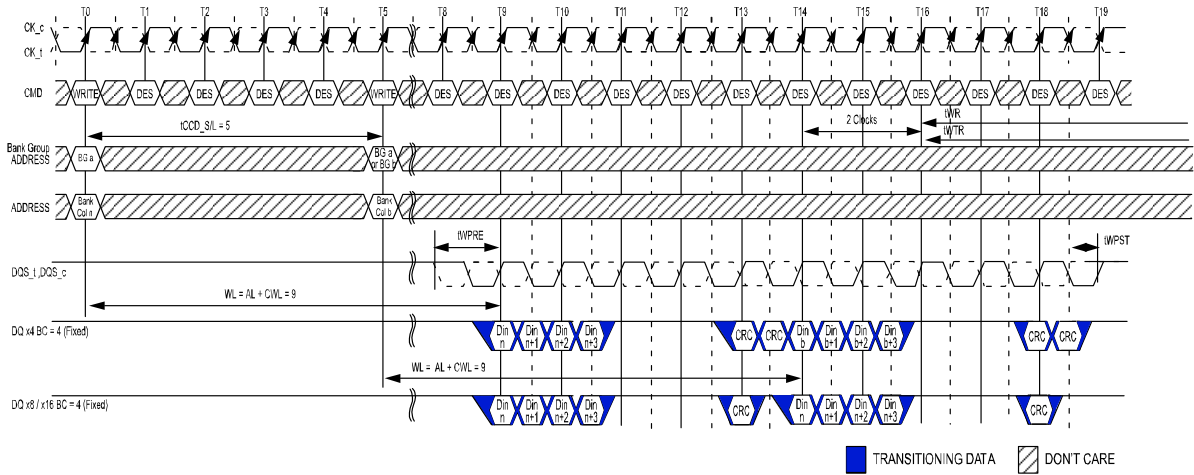 T0 T1 T2 T3 T4 T5 T8 T9 T10 T11 T12 T13 T14 T15 T16 T17 T18 T19
CK_c
CK_t
CMD WRITE DES DES DES DES WRITE DES DES DES DES DES DES DES DES DES DES DES DES
tCCD_S/L = 5
2 Clocks
tWR
tWTR
Bank Group
ADDRESS
BG a
BG a
or BG b
ADDRESS
Bank
Col n
Bank
Col b
tWPRE
tWPST
DQS_t ,DQS_c
WL = AL + CWL = 9
DQ x4 BC = 4 (Fixed)
Din
n
Din
n+1
Din
n+2
Din
n+3
CRC
CRC
Din
b
Din
b+1
Din
b+2
Din
b+3
CRC
CRC
WL = AL + CWL = 9
DQ x8 / x16 BC = 4 (Fixed)
Din
n
Din
n+1
Din
n+2
Din
n+3
CRC
Din
n
Din
n+1
Din
n+2
Din
n+3
CRC
TRANSITIONING DATA
DON'T CARE